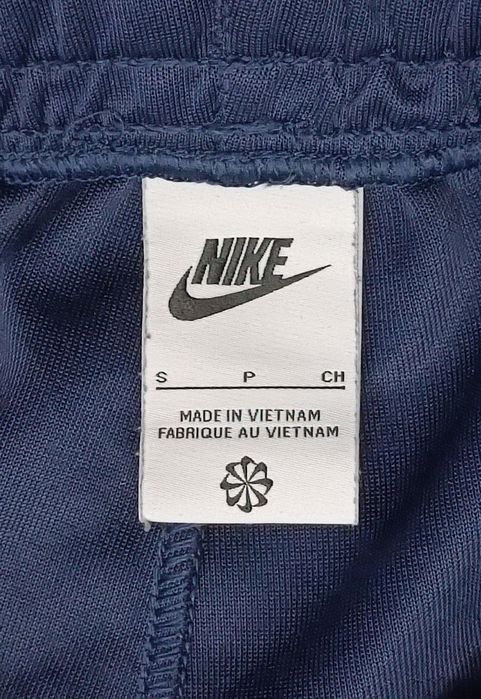 NIKE
S P CH
MADE IN VIETNAM
FABRIQUE AU VIETNAM